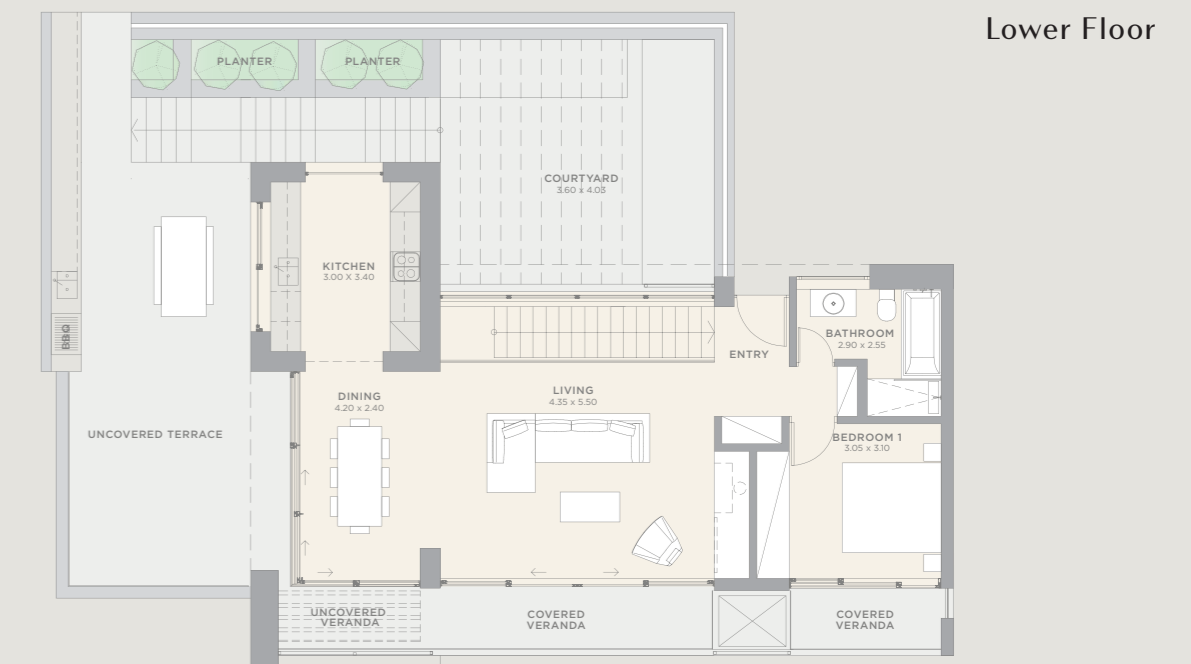 Lower Floor
PLANTER
PLANTER
COURTYARD
3.60 x 4.03
KITCHEN
3.00 X 3.40
BBQ
BATHROOM
2.90 x 2.55
ENTRY
DINING
4.20 x 2.40
LIVING
4.35 x 5.50
UNCOVERED TERRACE
BEDROOM 1
3.05 x 3.10
UNCOVERED
VERANDA
COVERED
VERANDA
COVERED
VERANDA